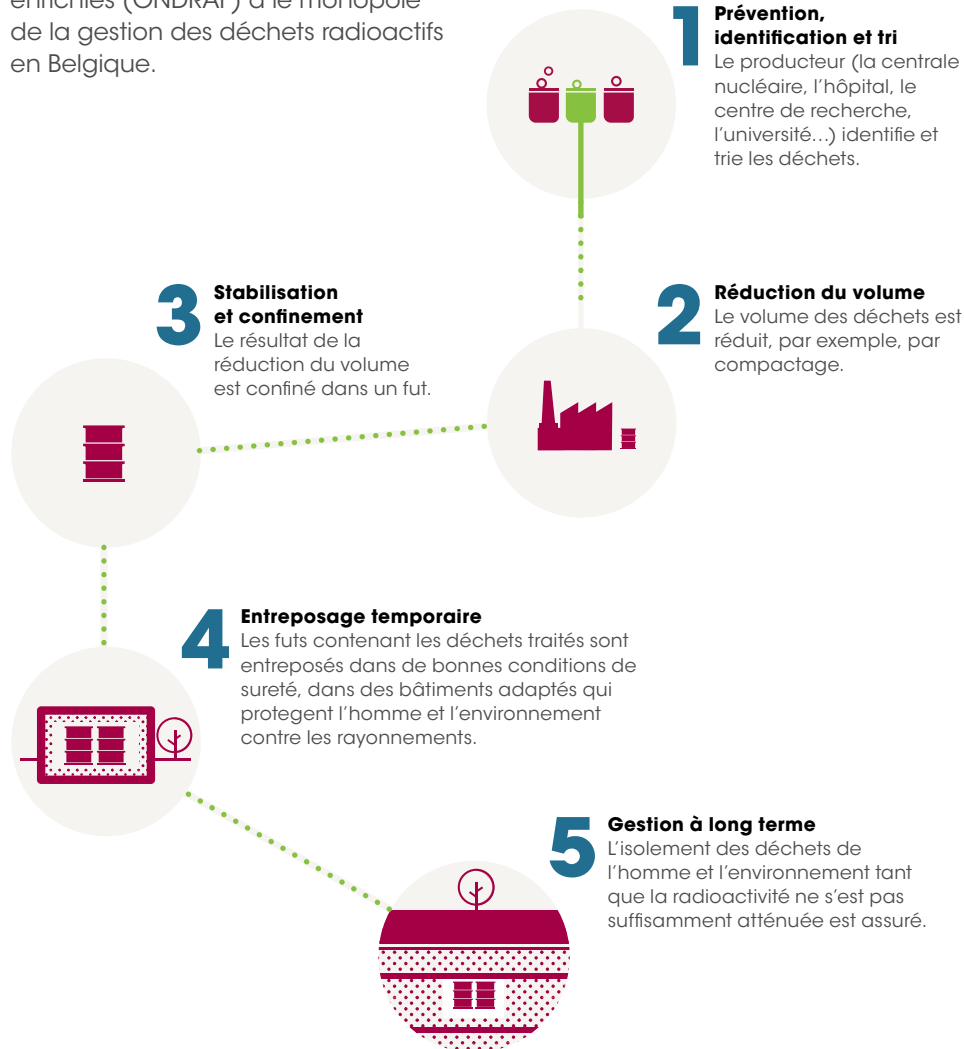 enrichies (ONDRAF) a le monopole
de la gestion des déchets radioactifs
en Belgique.
1
Prévention,
identification et tri
Le producteur (la centrale
nucléaire, l'hôpital, le
centre de recherche,
l'université...) identifie et
trie les déchets.
2
Réduction du volume
Le volume des déchets est
réduit, par exemple, par
compactage.
3
Stabilisation
et confinement
Le résultat de la
réduction du volume
est confiné dans un fut.
4
Entreposage temporaire
Les futs contenant les déchets traités sont
entreposés dans de bonnes conditions de
sureté, dans des bâtiments adaptés qui
protegent l'homme et l'environnement
contre les rayonnements.
5
Gestion à long terme
L'isolement des déchets de
l'homme et l'environnement tant
que la radioactivité ne s'est pas
suffisamment atténuée est assuré.